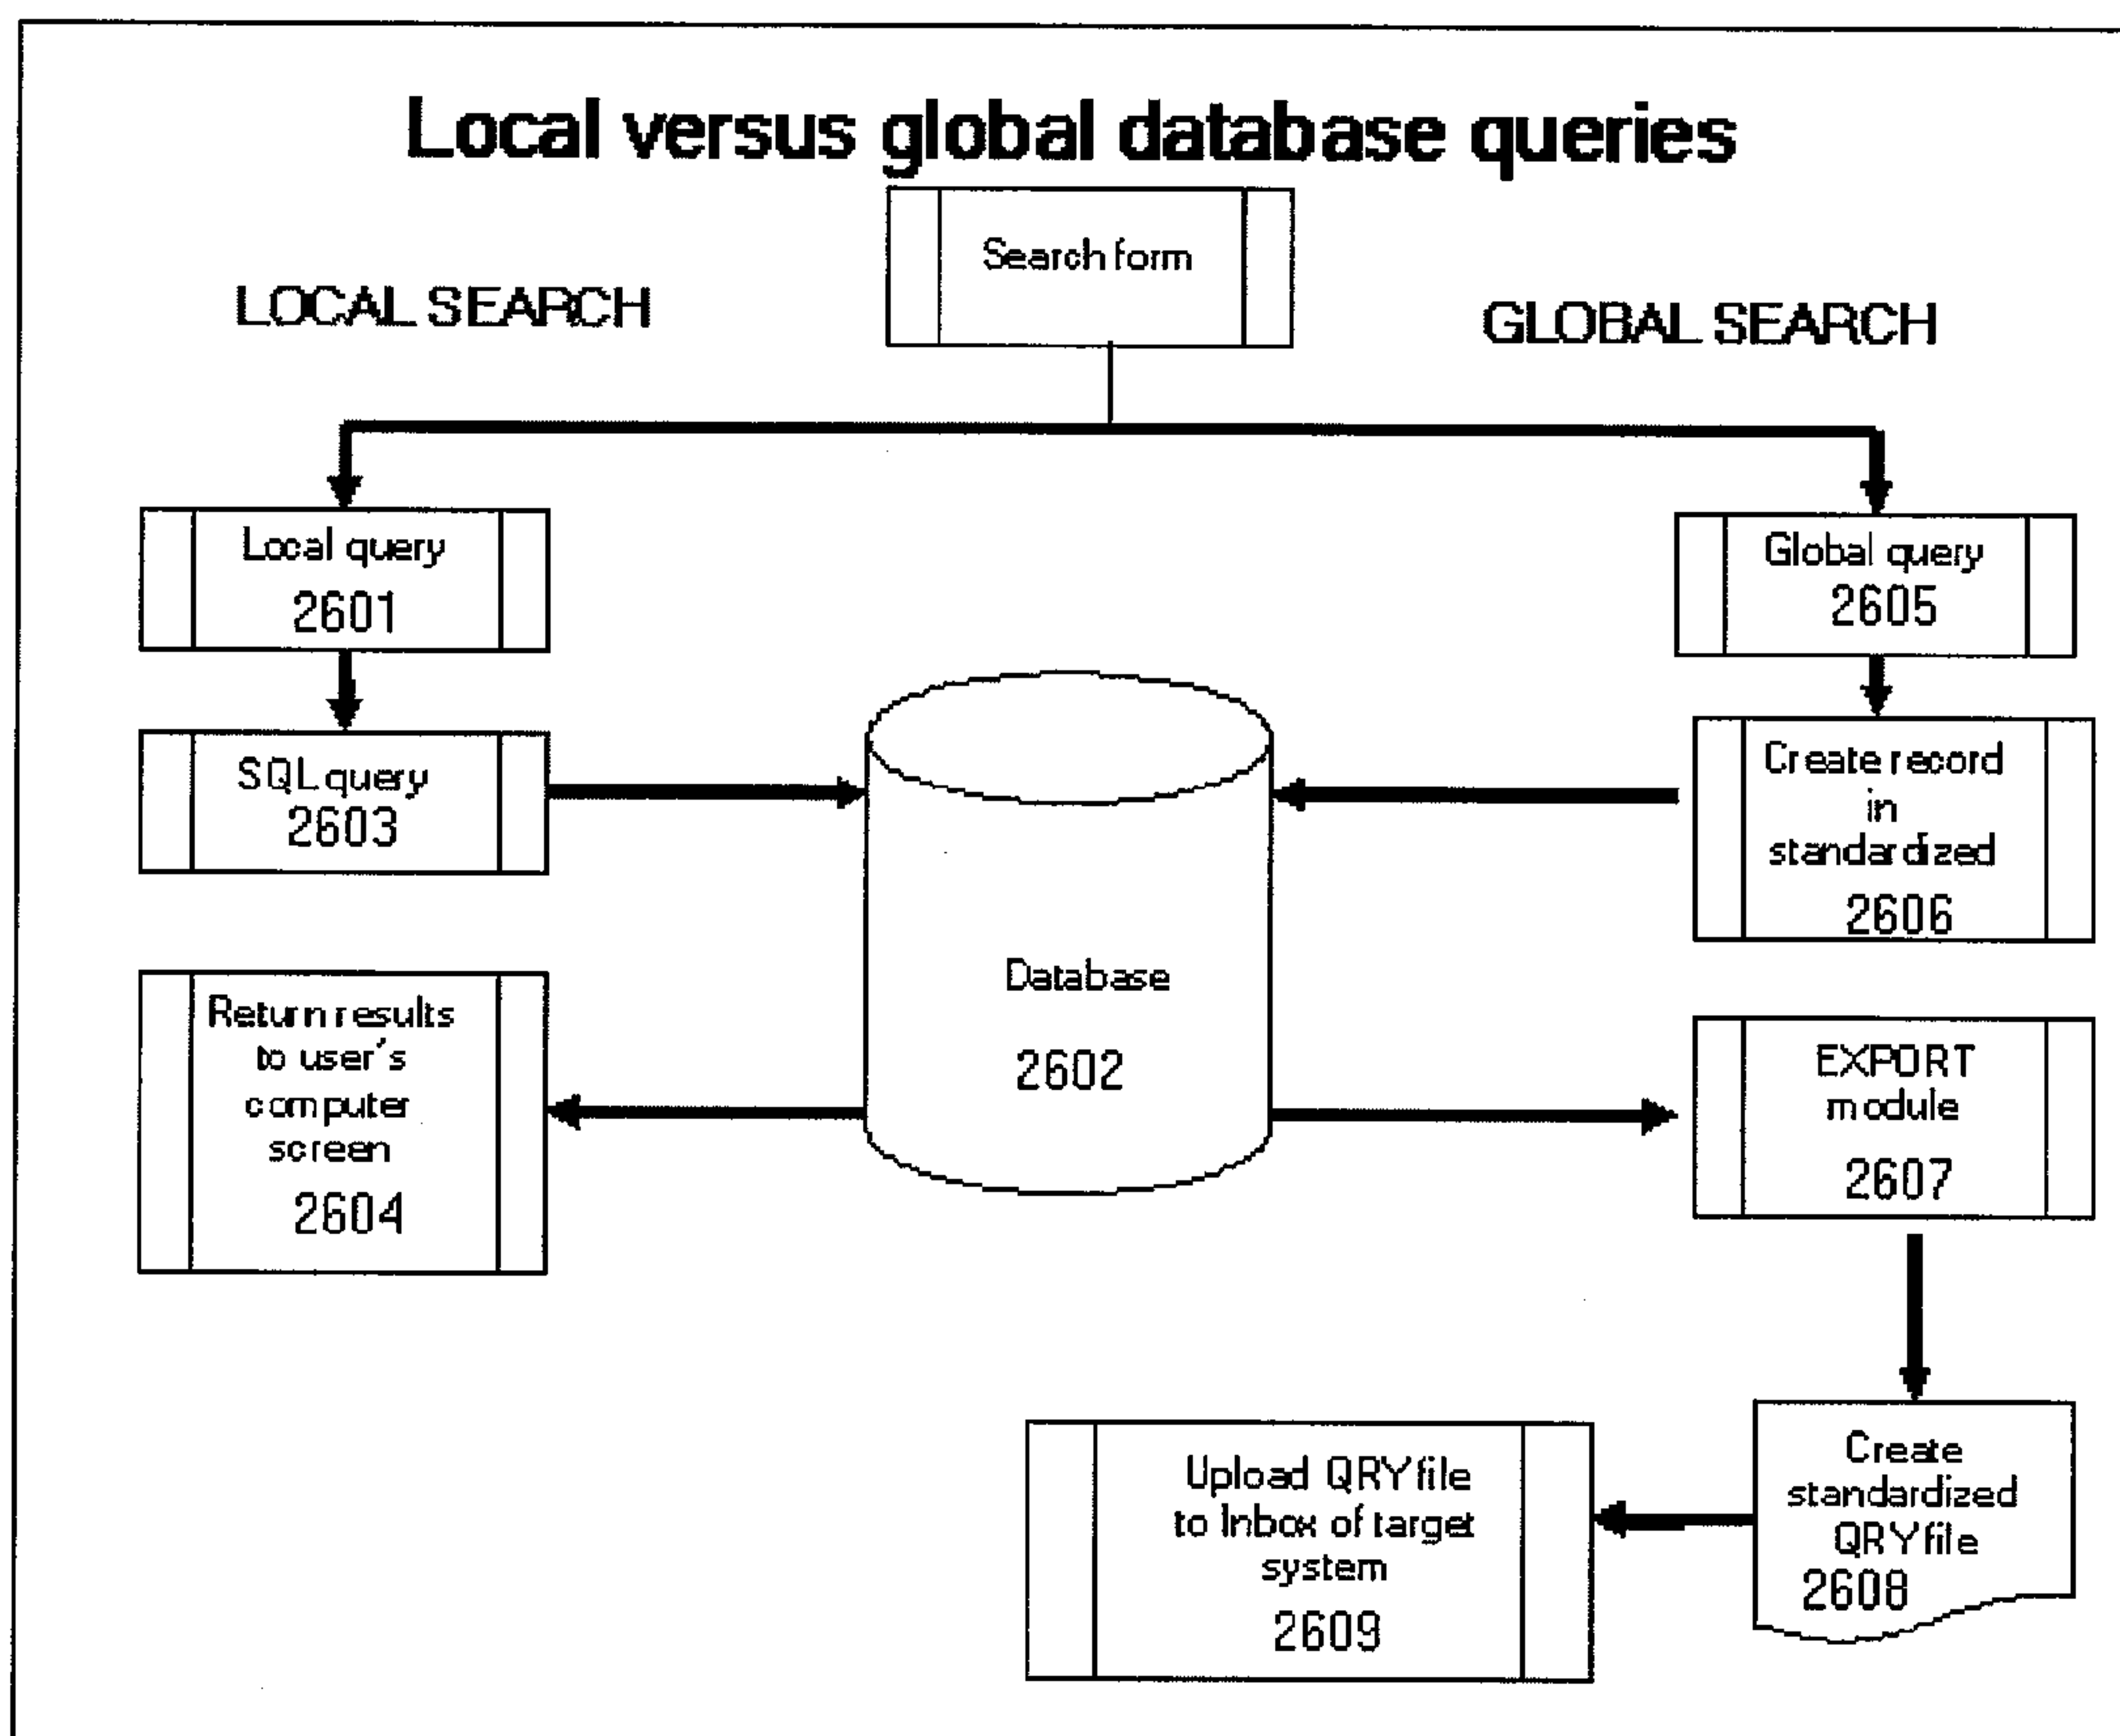 Local versus global database queries
Search form
LOCAL SEARCH
GLOBAL SEARCH
Local query
2601
Global query
2605
SQL query
2603
Create record
in
standardized
2606
Database
2602
Return results
to user's
computer
screen
2604
EXPORT
module
2607
Create
standardized
QRY file
2608
Upload QRY file
to Inbox of target
system
2609